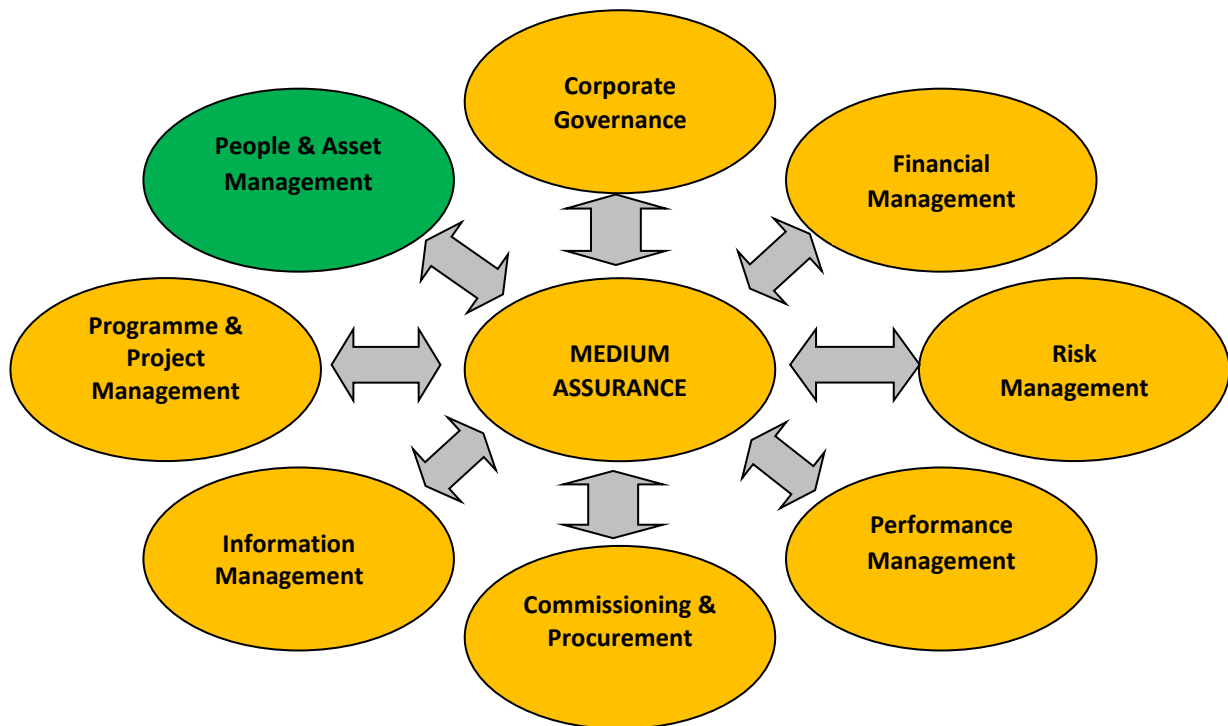 Corporate
Governance
People & Asset
Management
Financial
Management
Programme &
Project
Management
MEDIUM
ASSURANCE
Risk
Management
Information
Management
Performance
Management
Commissioning &
Procurement